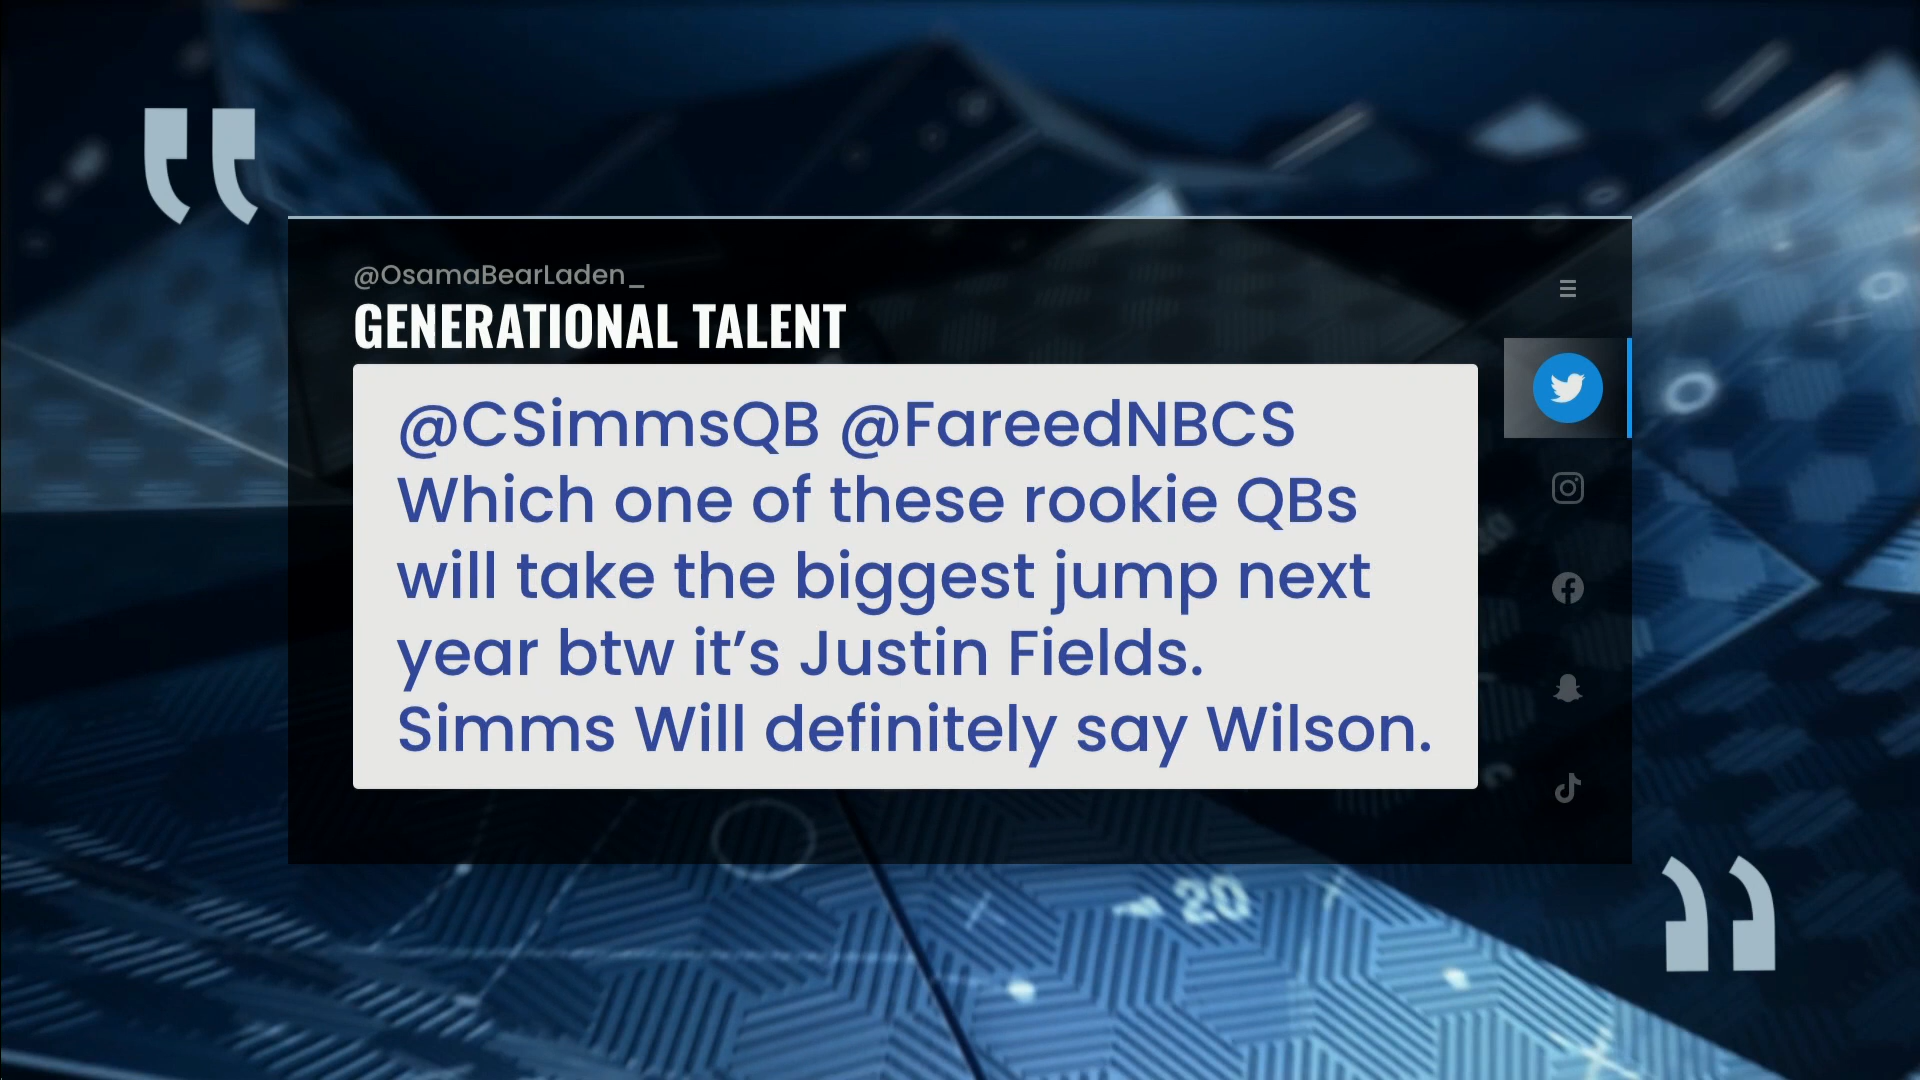 @OsamaBearLaden_
GENERATIONAL TALENT
@CSimmsQB @FareedNBCS
Which one of these rookie QBs
will take the biggest jump next
year btw it’s Justin Fields.
Simms Will definitely say Wilson.
20